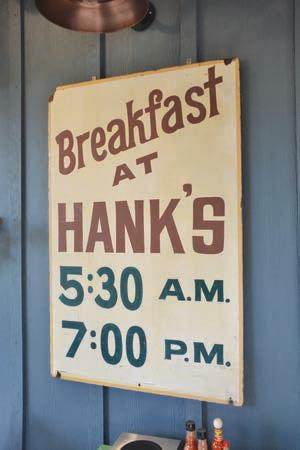 Breakfast
AT
HANK'S
5:30 A.M.
7:00 P.M.